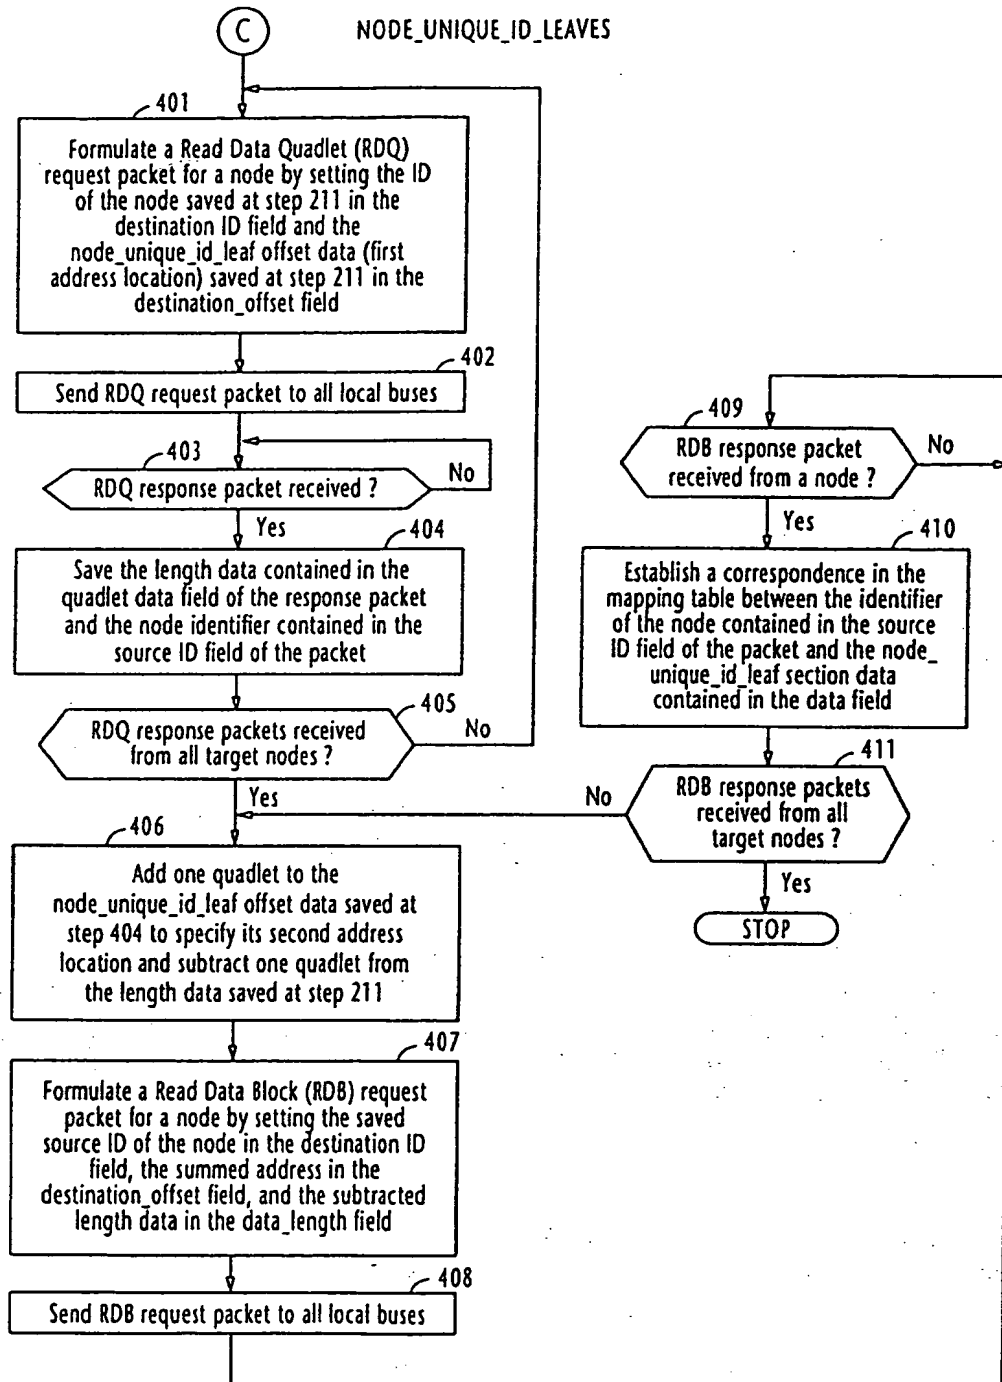 C
NODE_UNIQUE_ID_LEAVES
401
Formulate a Read Data Quadlet (RDQ)
request packet for a node by setting the ID
of the node saved at step 211 in the
destination ID field and the
node_unique_id_leaf offset data (first
address location) saved at step 211 in the
destination_offset field
402
Send RDQ request packet to all local buses
403
RDQ response packet received ?
No
Yes
404
Save the length data contained in the
quadlet data field of the response packet
and the node identifier contained in the
source ID field of the packet
405
RDQ response packets received
from all target nodes ?
No
Yes
406
Add one quadlet to the
node_unique_id_leaf offset data saved at
step 404 to specify its second address
location and subtract one quadlet from
the length data saved at step 211
407
Formulate a Read Data Block (RDB) request
packet for a node by setting the saved
source ID of the node in the destination ID
field, the summed address in the
destination_offset field, and the subtracted
length data in the data_length field
408
Send RDB request packet to all local buses
409
RDB response packet
received from a node ?
No
Yes
410
Establish a correspondence in the
mapping table between the identifier
of the node contained in the source
ID field of the packet and the node_
unique_id_leaf section data
contained in the data field
411
RDB response packets
received from all
target nodes ?
No
Yes
STOP